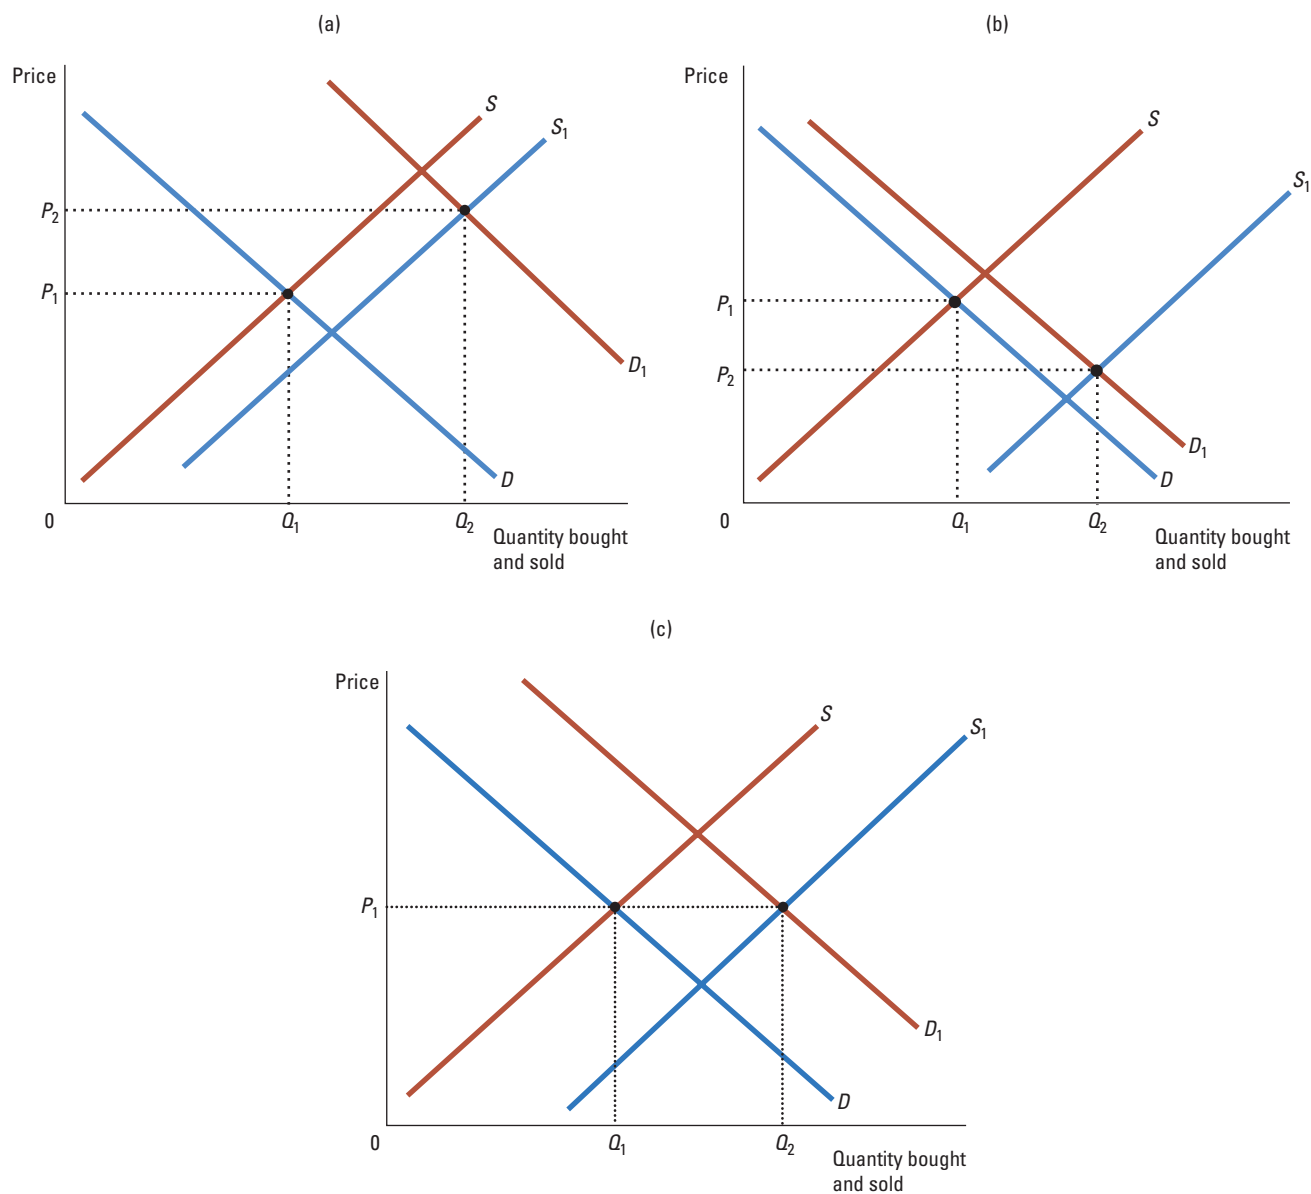 (a)
Price
S
S1
P2
P1
D1
D
0
Q1
Q2
Quantity bought
and sold
(b)
Price
S
S1
P1
P2
D1
D
0
Q1
Q2
Quantity bought
and sold
(c)
Price
S
S1
P1
D1
D
0
Q1
Q2
Quantity bought
and sold